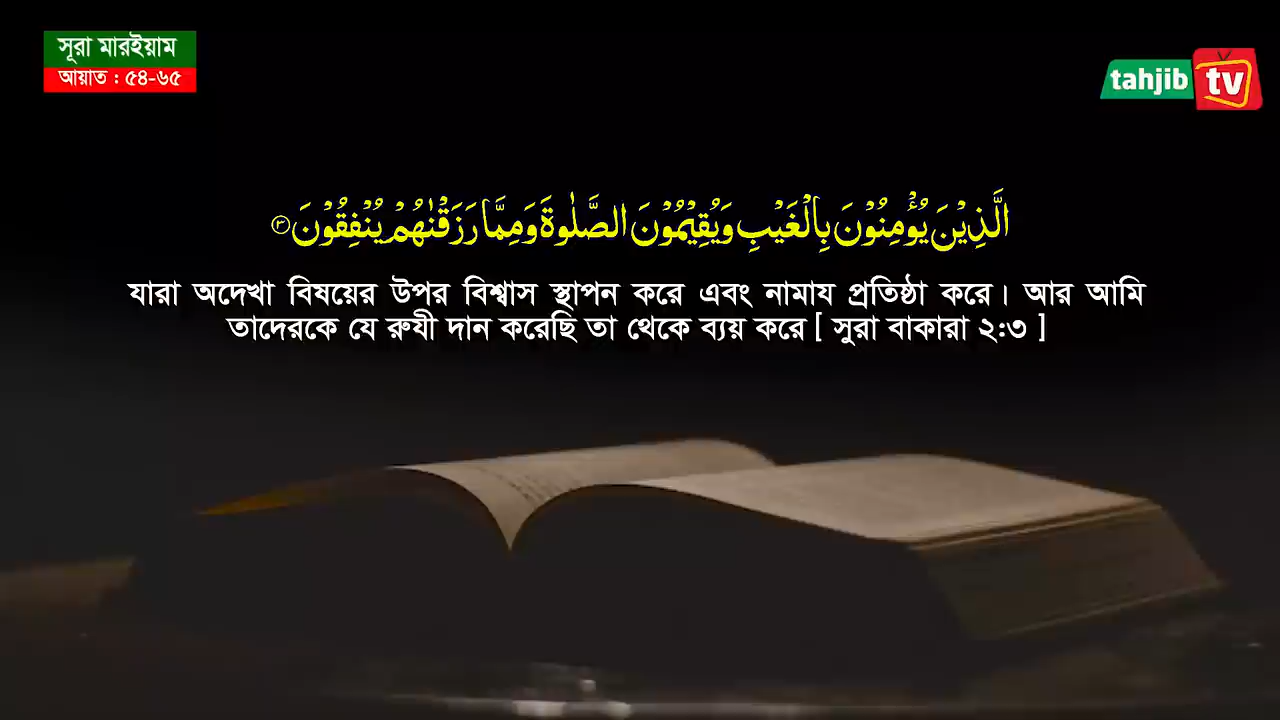 সূরা মারইয়াম
আয়াত : ৫৪-৬৫
tahjib tv
الَّذِيْنَ يُؤْمِنُوْنَ بِالْغَيْبِ وَيُقِيْمُوْنَ الصَّلٰوةَ وَمِمَّا رَزَقْنٰهُمْ يُنْفِقُوْنَ ٣
যারা অদেখা বিষয়ের উপর বিশ্বাস স্থাপন করে এবং নামায প্রতিষ্ঠা করে। আর আমি
তাদেরকে যে রুযী দান করেছি তা থেকে ব্যয় করে [ সুরা বাকারা ২:৩ ]